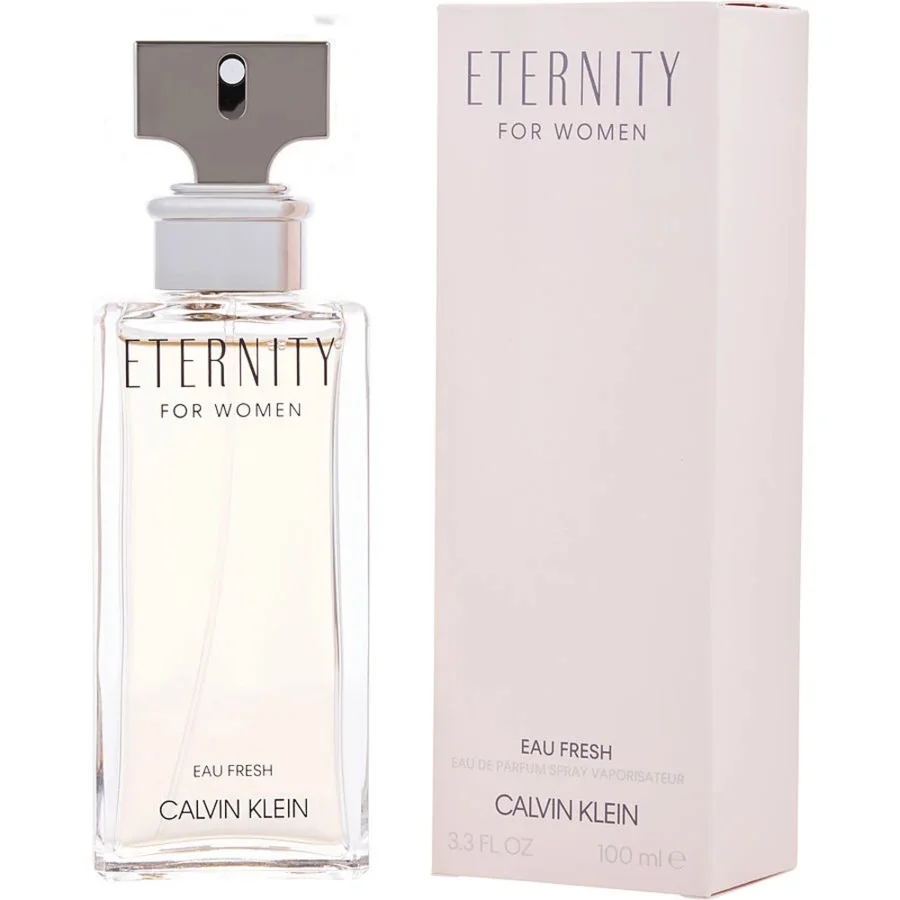 ETERNITY
FOR WOMEN
EAU FRESH
CALVIN KLEIN
ETERNITY
FOR WOMEN
EAU FRESH
EAU DE PARFUM SPRAY VAPORISATEUR
CALVIN KLEIN
3.3 FL OZ 100 ml ℮